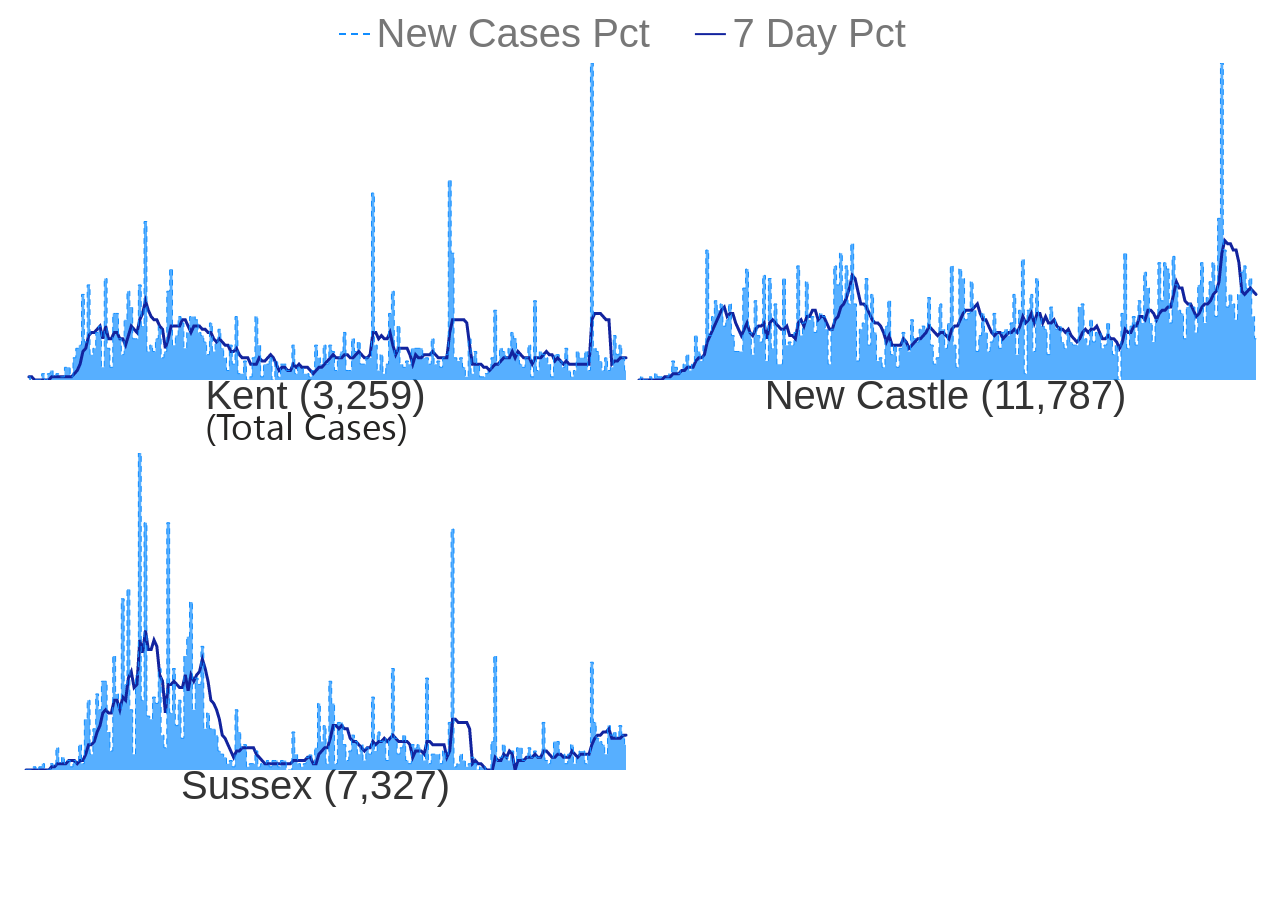 New Cases Pct 7 Day Pct
Kent (3,259)
(Total Cases)
New Castle (11,787)
Sussex (7,327)